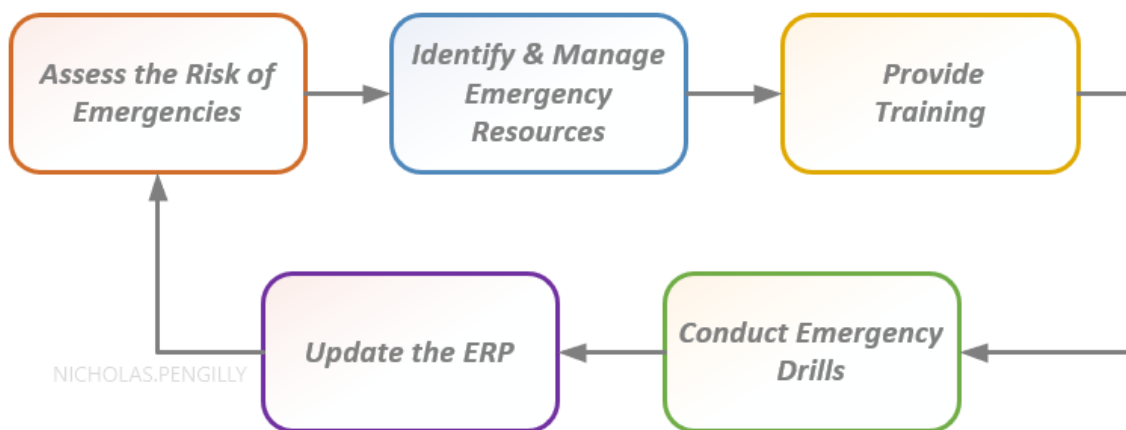 Assess the Risk of
Emergencies
Identify & Manage
Emergency
Resources
Provide
Training
Update the ERP
Conduct Emergency
Drills
NICHOLAS.PENGILLY